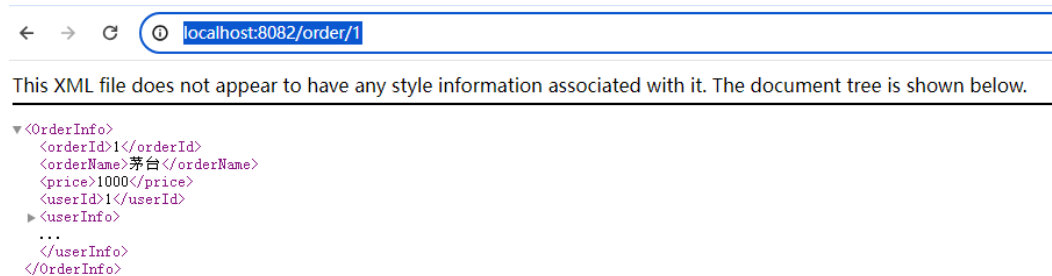 localhost:8082/order/1
This XML file does not appear to have any style information associated with it. The document tree is shown below.
▼<OrderInfo>
<orderId>1</orderId>
<orderName>茅台</orderName>
<price>1000</price>
<userId>1</userId>
▶<userInfo>
...
</userInfo>
</OrderInfo>